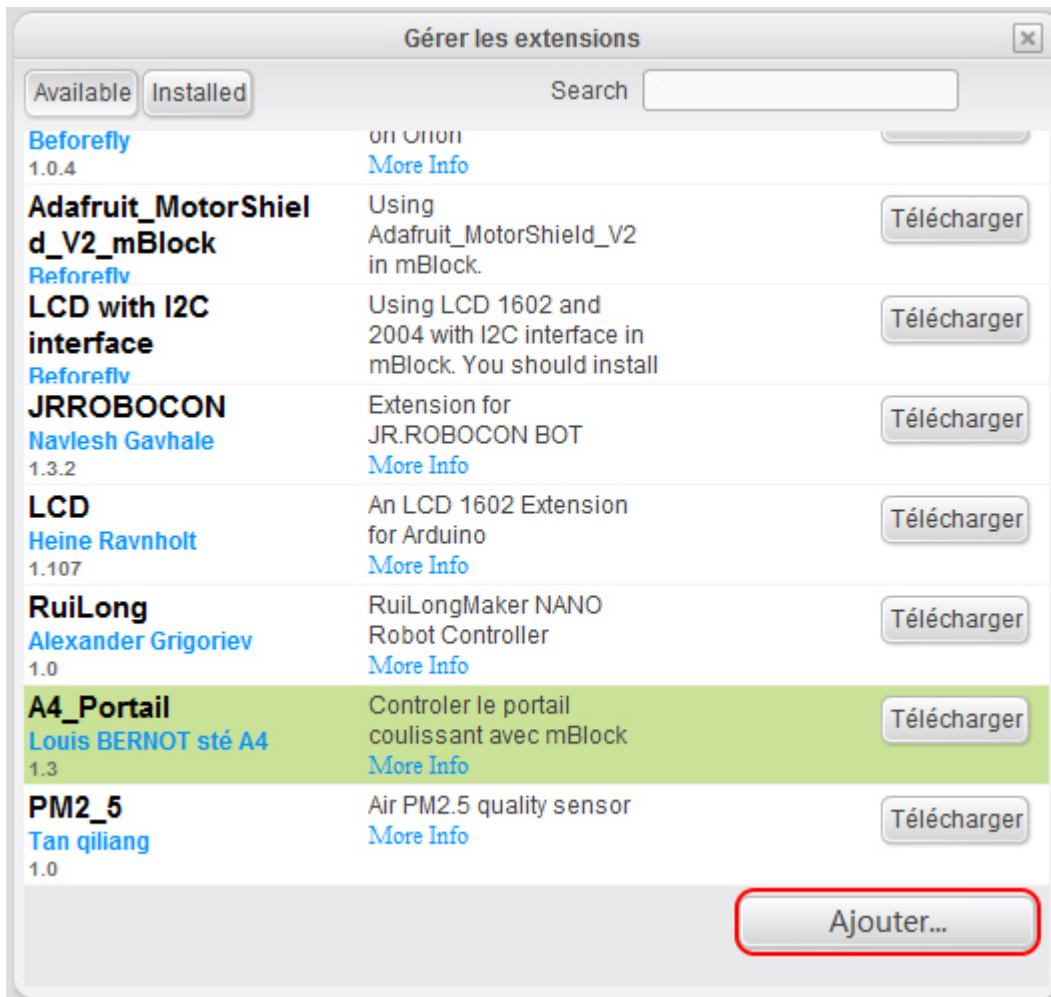 Gérer les extensions
Available Installed Search
Beforefly
1.0.4
on Orion
More Info
Adafruit_MotorShiel
d_V2_mBlock
Beforefly
Using
Adafruit_MotorShield_V2
in mBlock.
Télécharger
LCD with I2C
interface
Beforefly
Using LCD 1602 and
2004 with I2C interface in
mBlock. You should install
Télécharger
JRROBOCON
Navlesh Gavhale
1.3.2
Extension for
JR.ROBOCON BOT
More Info
Télécharger
LCD
Heine Ravnholt
1.107
An LCD 1602 Extension
for Arduino
More Info
Télécharger
RuiLong
Alexander Grigoriev
1.0
RuiLongMaker NANO
Robot Controller
More Info
Télécharger
A4_Portail
Louis BERNOT sté A4
1.3
Controler le portail
coulissant avec mBlock
More Info
Télécharger
PM2_5
Tan qiliang
1.0
Air PM2.5 quality sensor
More Info
Télécharger
Ajouter...